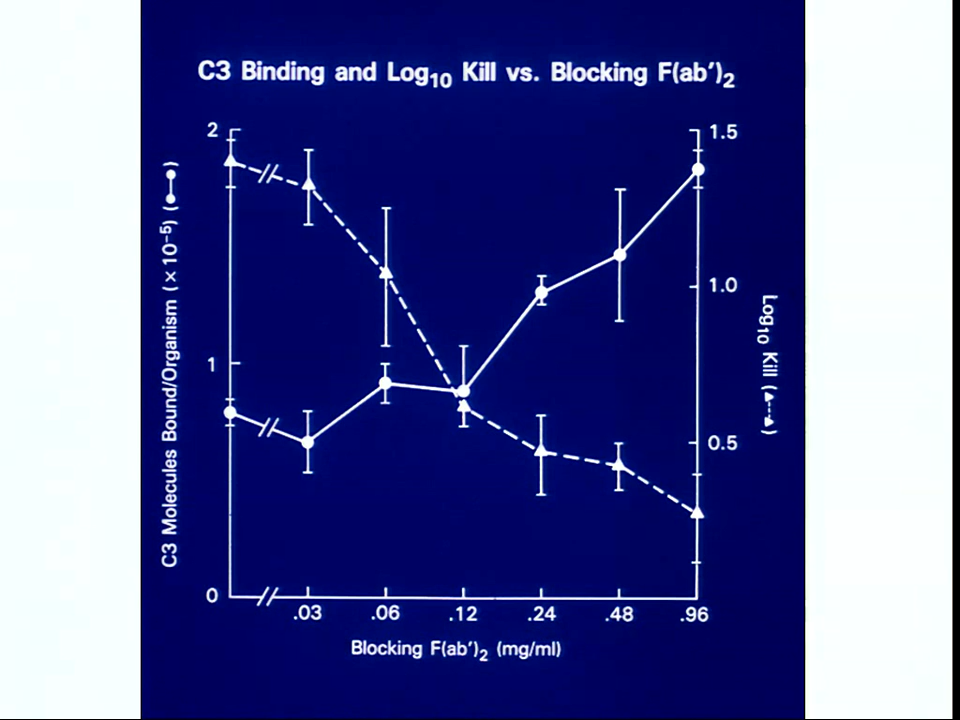 C3 Binding and Log10 Kill vs. Blocking F(ab')2
2
1
0
C3 Molecules Bound/Organism (×10⁻⁵) (●—●)
1.5
1.0
0.5
Log10 Kill (▲---▲)
.03 .06 .12 .24 .48 .96
Blocking F(ab')2 (mg/ml)